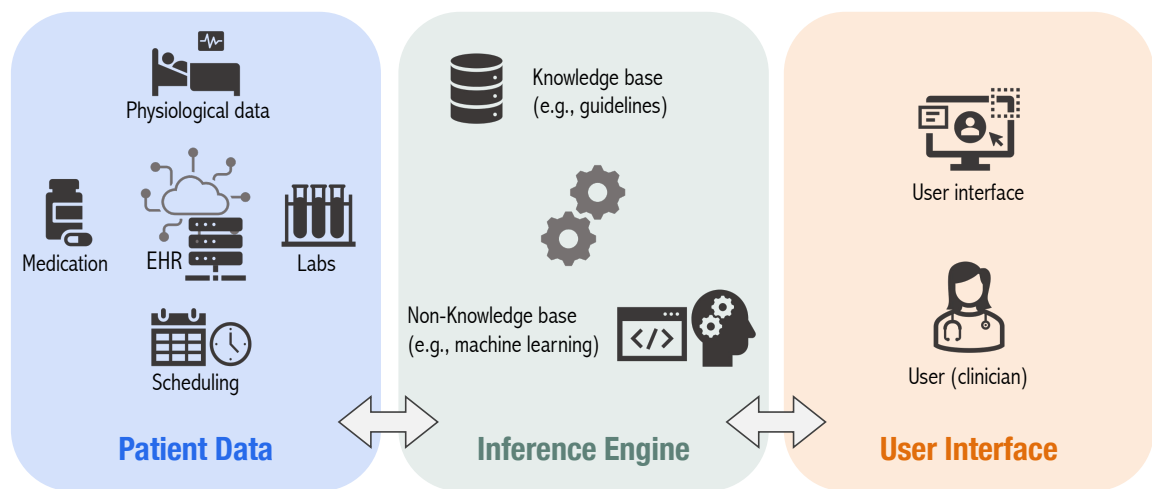 Physiological data
Medication
EHR
Labs
Scheduling
Patient Data
Knowledge base
(e.g., guidelines)
</>
Non-Knowledge base
(e.g., machine learning)
Inference Engine
User interface
User (clinician)
User Interface